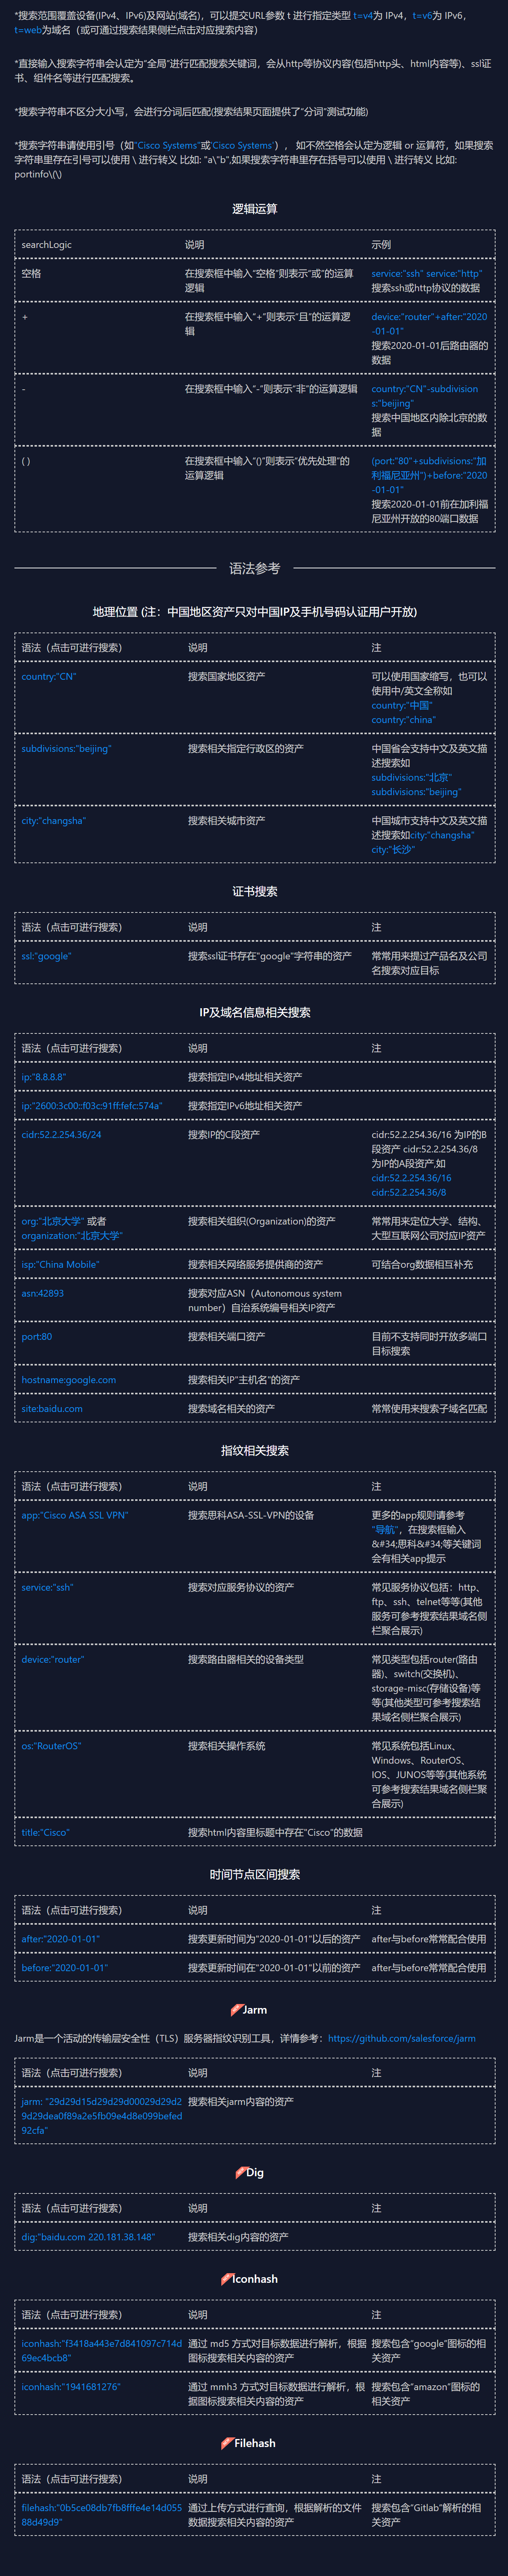 *搜索范围覆盖设备(IPv4、IPv6)及网站(域名)，可以提交URL参数 t 进行指定类型 t=v4为 IPv4，t=v6为 IPv6，
t=web为域名（或可通过搜索结果侧栏点击对应搜索内容）
*直接输入搜索字符串会认定为"全局"进行匹配搜索关键词，会从http等协议内容(包括http头、html内容等)、ssl证
书、组件名等进行匹配搜索。
*搜索字符串不区分大小写，会进行分词后匹配(搜索结果页面提供了"分词"测试功能)
*搜索字符串请使用引号（如"Cisco Systems"或'Cisco Systems'），如不然空格会认定为逻辑 or 运算符，如果搜索
字符串里存在引号可以使用 \ 进行转义 比如: "a\"b",如果搜索字符串里存在括号可以使用 \ 进行转义 比如:
portinfo\(\)
逻辑运算
searchLogic 说明 示例
空格 在搜索框中输入"空格"则表示"或"的运算 service:"ssh" service:"http"
逻辑 搜索ssh或http协议的数据
+ 在搜索框中输入"+"则表示"且"的运算逻 device:"router"+after:"2020
辑 -01-01"
搜索2020-01-01后路由器的
数据
- 在搜索框中输入"-"则表示"非"的运算逻辑 country:"CN"-subdivision
s:"beijing"
搜索中国地区内除北京的数
据
( ) 在搜索框中输入"()"则表示"优先处理"的 (port:"80"+subdivisions:"加
运算逻辑 利福尼亚州")+before:"2020
-01-01"
搜索2020-01-01前在加利福
尼亚州开放的80端口数据
语法参考
地理位置 (注：中国地区资产只对中国IP及手机号码认证用户开放)
语法（点击可进行搜索） 说明 注
country:"CN" 搜索国家地区资产 可以使用国家缩写，也可以
使用中/英文全称如
country:"中国"
country:"china"
subdivisions:"beijing" 搜索相关指定行政区的资产 中国省会支持中文及英文描
述搜索如
subdivisions:"北京"
subdivisions:"beijing"
city:"changsha" 搜索相关城市资产 中国城市支持中文及英文描
述搜索如city:"changsha"
city:"长沙"
证书搜索
语法（点击可进行搜索） 说明 注
ssl:"google" 搜索ssl证书存在"google"字符串的资产 常常用来提过产品名及公司
名搜索对应目标
IP及域名信息相关搜索
语法（点击可进行搜索） 说明 注
ip:"8.8.8.8" 搜索指定IPv4地址相关资产
ip:"2600:3c00::f03c:91ff:fefc:574a" 搜索指定IPv6地址相关资产
cidr:52.2.254.36/24 搜索IP的C段资产 cidr:52.2.254.36/16 为IP的B
段资产 cidr:52.2.254.36/8
为IP的A段资产,如
cidr:52.2.254.36/16
cidr:52.2.254.36/8
org:"北京大学" 或者 搜索相关组织(Organization)的资产 常常用来定位大学、结构、
organization:"北京大学" 大型互联网公司对应IP资产
isp:"China Mobile" 搜索相关网络服务提供商的资产 可结合org数据相互补充
asn:42893 搜索对应ASN（Autonomous system
number）自治系统编号相关IP资产
port:80 搜索相关端口资产 目前不支持同时开放多端口
目标搜索
hostname:google.com 搜索相关IP"主机名"的资产
site:baidu.com 搜索域名相关的资产 常常使用来搜索子域名匹配
指纹相关搜索
语法（点击可进行搜索） 说明 注
app:"Cisco ASA SSL VPN" 搜索思科ASA-SSL-VPN的设备 更多的app规则请参考
"导航"，在搜索框输入
&#34;思科&#34;等关键词
会有相关app提示
service:"ssh" 搜索对应服务协议的资产 常见服务协议包括：http、
ftp、ssh、telnet等等(其他
服务可参考搜索结果域名侧
栏聚合展示)
device:"router" 搜索路由器相关的设备类型 常见类型包括router(路由
器)、switch(交换机)、
storage-misc(存储设备)等
等(其他类型可参考搜索结
果域名侧栏聚合展示)
os:"RouterOS" 搜索相关操作系统 常见系统包括Linux、
Windows、RouterOS、
IOS、JUNOS等等(其他系统
可参考搜索结果域名侧栏聚
合展示)
title:"Cisco" 搜索html内容里标题中存在"Cisco"的数据
时间节点区间搜索
语法（点击可进行搜索） 说明 注
after:"2020-01-01" 搜索更新时间为"2020-01-01"以后的资产 after与before常常配合使用
before:"2020-01-01" 搜索更新时间在"2020-01-01"以前的资产 after与before常常配合使用
Jarm
Jarm是一个活动的传输层安全性（TLS）服务器指纹识别工具，详情参考：https://github.com/salesforce/jarm
语法（点击可进行搜索） 说明 注
jarm: "29d29d15d29d29d00029d29d2 搜索相关jarm内容的资产
9d29dea0f89a2e5fb09e4d8e099befed
92cfa"
Dig
语法（点击可进行搜索） 说明 注
dig:"baidu.com 220.181.38.148" 搜索相关dig内容的资产
Iconhash
语法（点击可进行搜索） 说明 注
iconhash:"f3418a443e7d841097c714d 通过 md5 方式对目标数据进行解析，根据 搜索包含"google"图标的相
69ec4bcb8" 图标搜索相关内容的资产 关资产
iconhash:"1941681276" 通过 mmh3 方式对目标数据进行解析，根 搜索包含"amazon"图标的
据图标搜索相关内容的资产 相关资产
Filehash
语法（点击可进行搜索） 说明 注
filehash:"0b5ce08db7fb8fffe4e14d055 通过上传方式进行查询，根据解析的文件 搜索包含"Gitlab"解析的相
88d49d9" 数据搜索相关内容的资产 关资产